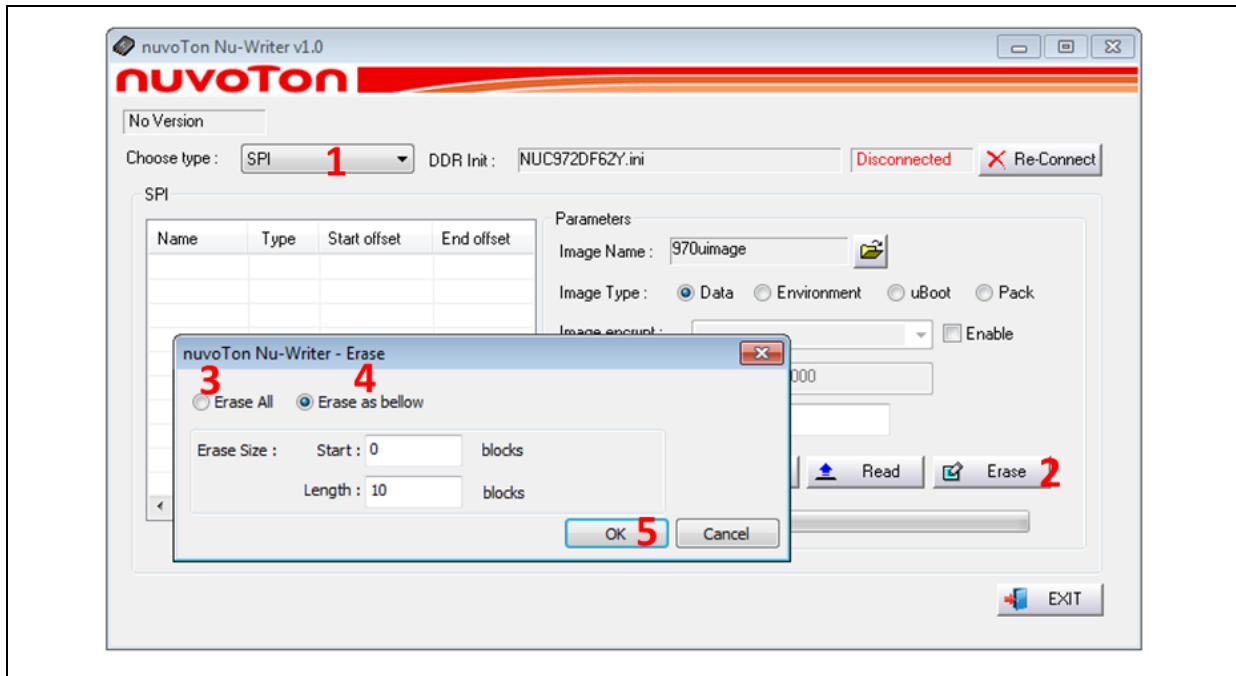 nuvoTon Nu-Writer v1.0
nuvoTon
No Version
Choose type : SPI 1 DDR Init : NUC972DF62Y.ini Disconnected Re-Connect
SPI
Name Type Start offset End offset
Parameters
Image Name : 970uimage
Image Type : Data Environment uBoot Pack
Image encrypt : Enable
nuvoTon Nu-Writer - Erase
3 4
Erase All Erase as bellow
000
Erase Size : Start : 0 blocks
Length : 10 blocks
Read Erase 2
OK 5 Cancel
EXIT